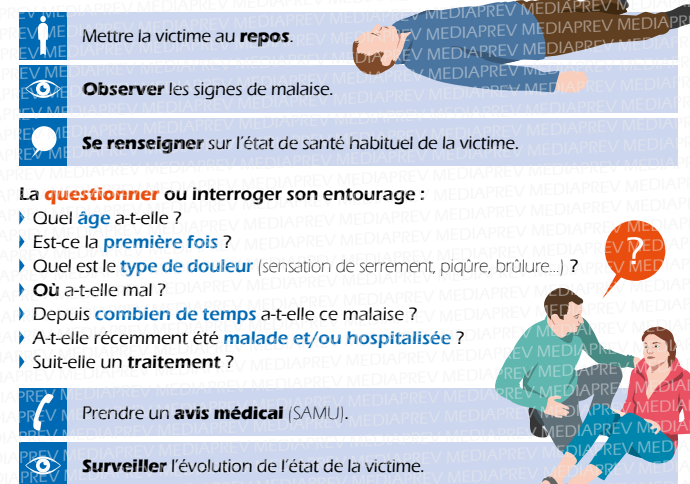 Mettre la victime au repos.
Observer les signes de malaise.
Se renseigner sur l'état de santé habituel de la victime.
La questionner ou interroger son entourage :
Quel âge a-t-elle ?
Est-ce la première fois ?
Quel est le type de douleur (sensation de serrement, piqûre, brûlure...) ?
Où a-t-elle mal ?
Depuis combien de temps a-t-elle ce malaise ?
A-t-elle récemment été malade et/ou hospitalisée ?
Suit-elle un traitement ?
?
Prendre un avis médical (SAMU).
Surveiller l'évolution de l'état de la victime.
MEDIAPREV